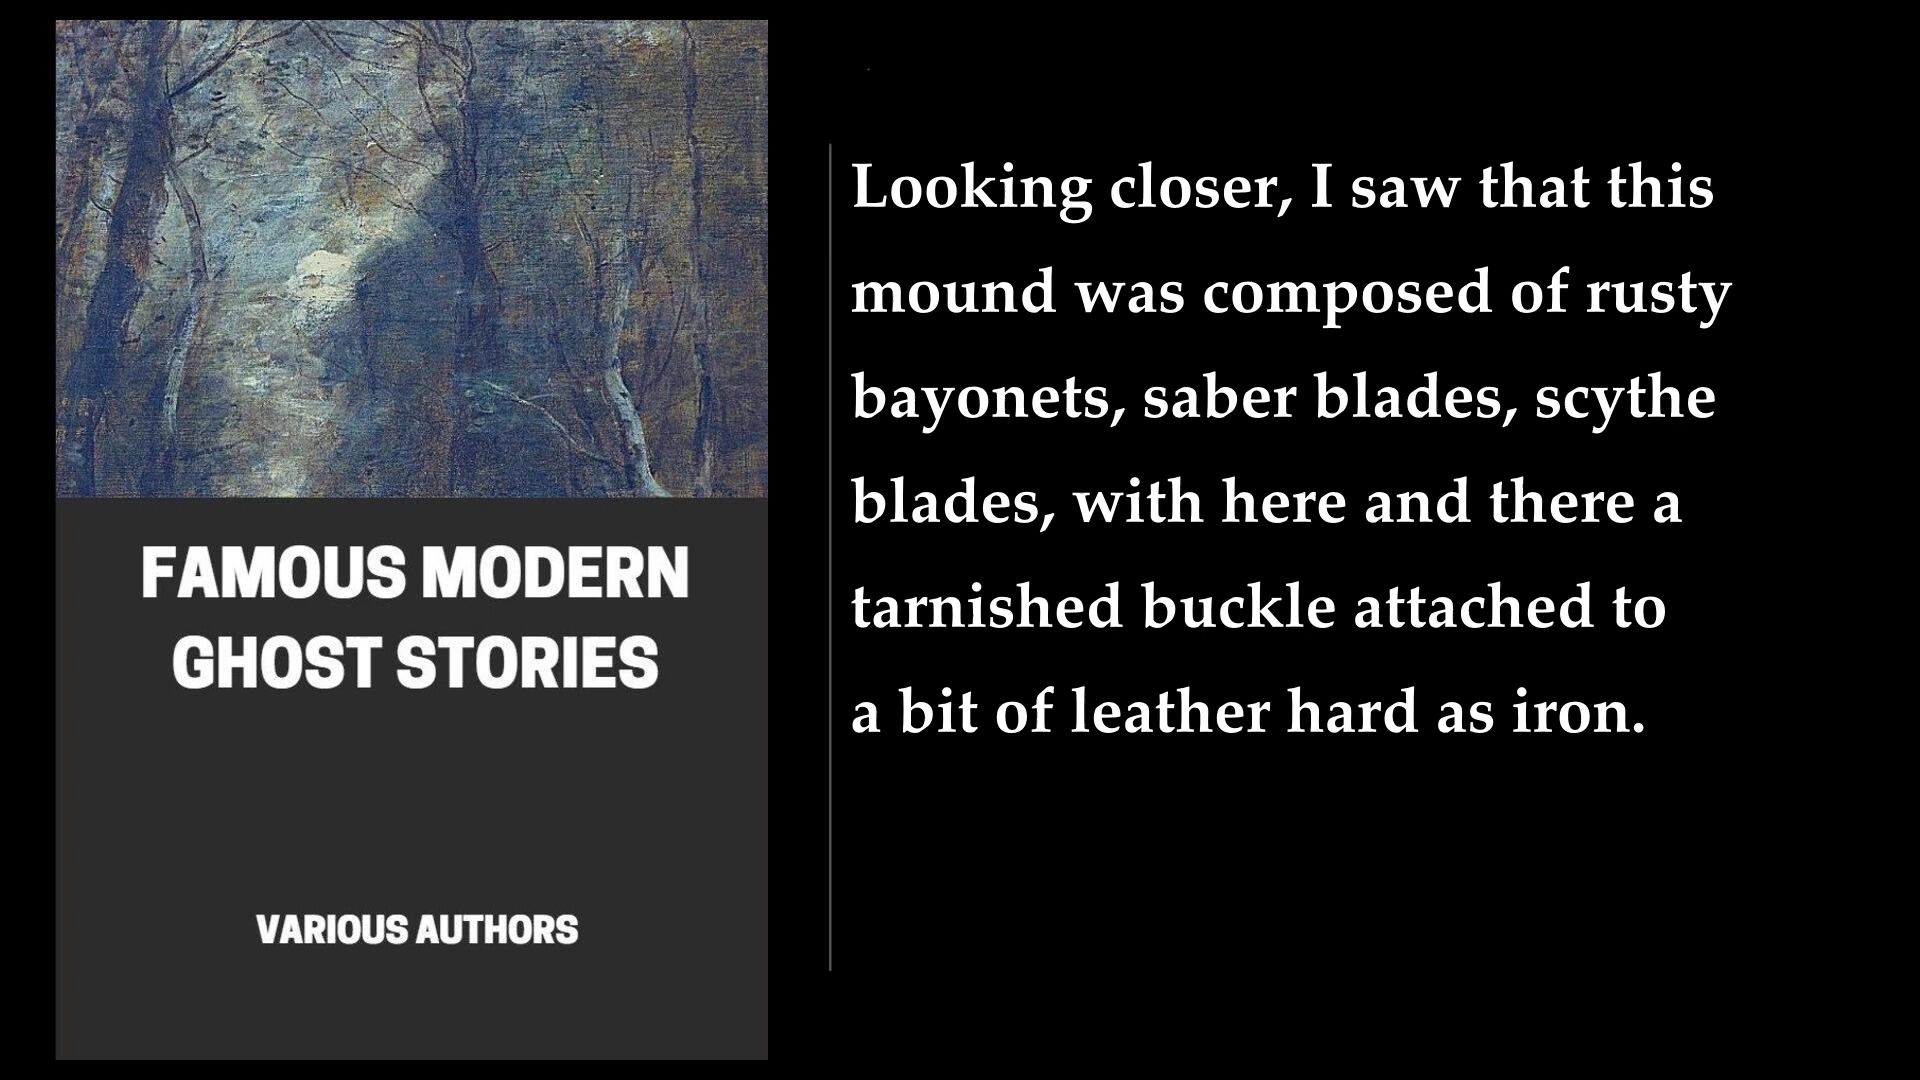 FAMOUS MODERN
GHOST STORIES
VARIOUS AUTHORS
Looking closer, I saw that this
mound was composed of rusty
bayonets, saber blades, scythe
blades, with here and there a
tarnished buckle attached to
a bit of leather hard as iron.